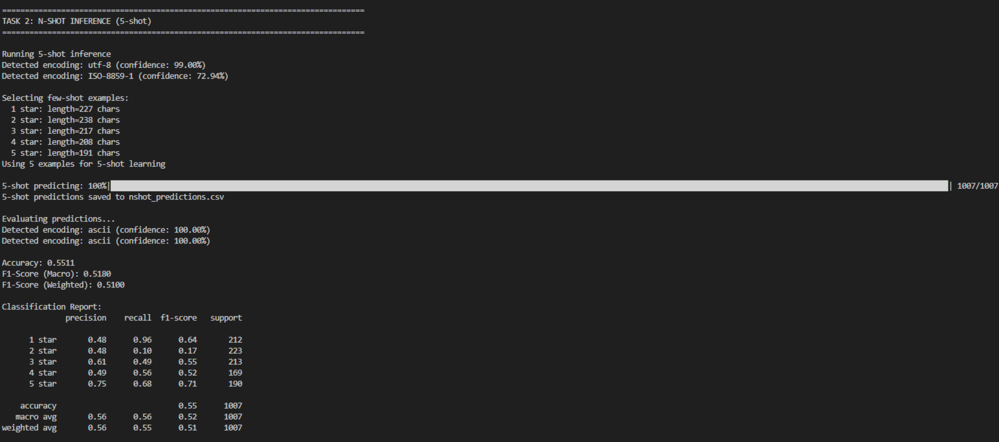 ================================================================================
TASK 2: N-SHOT INFERENCE (5-shot)
================================================================================
Running 5-shot inference
Detected encoding: utf-8 (confidence: 99.00%)
Detected encoding: ISO-8859-1 (confidence: 72.94%)
Selecting few-shot examples:
1 star: length=227 chars
2 star: length=238 chars
3 star: length=217 chars
4 star: length=208 chars
5 star: length=191 chars
Using 5 examples for 5-shot learning
5-shot predicting: 100%| | 1007/1007
5-shot predictions saved to nshot_predictions.csv
Evaluating predictions...
Detected encoding: ascii (confidence: 100.00%)
Detected encoding: ascii (confidence: 100.00%)
Accuracy: 0.5511
F1-Score (Macro): 0.5180
F1-Score (Weighted): 0.5100
Classification Report:
precision recall f1-score support
1 star 0.48 0.96 0.64 212
2 star 0.48 0.10 0.17 223
3 star 0.61 0.49 0.55 213
4 star 0.49 0.56 0.52 169
5 star 0.75 0.68 0.71 190
accuracy 0.55 1007
macro avg 0.56 0.56 0.52 1007
weighted avg 0.56 0.55 0.51 1007